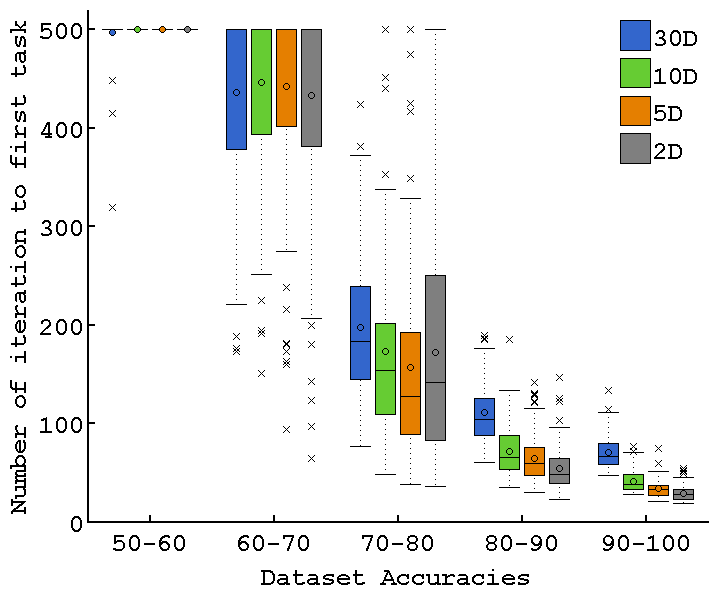 Number of iteration to first task
500
400
300
200
100
0
30D
10D
5D
2D
50-60 60-70 70-80 80-90 90-100
Dataset Accuracies